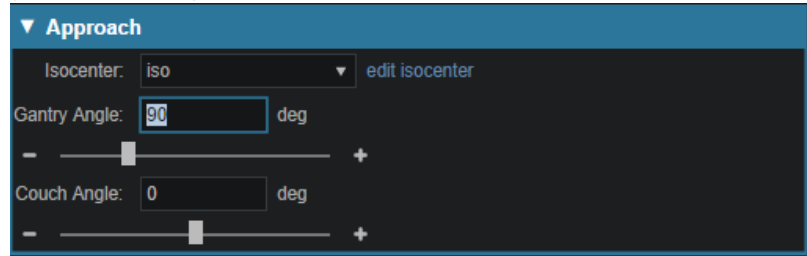 ▼ Approach
Isocenter: iso ▼ edit isocenter
Gantry Angle: 90 deg
- +
Couch Angle: 0 deg
- +